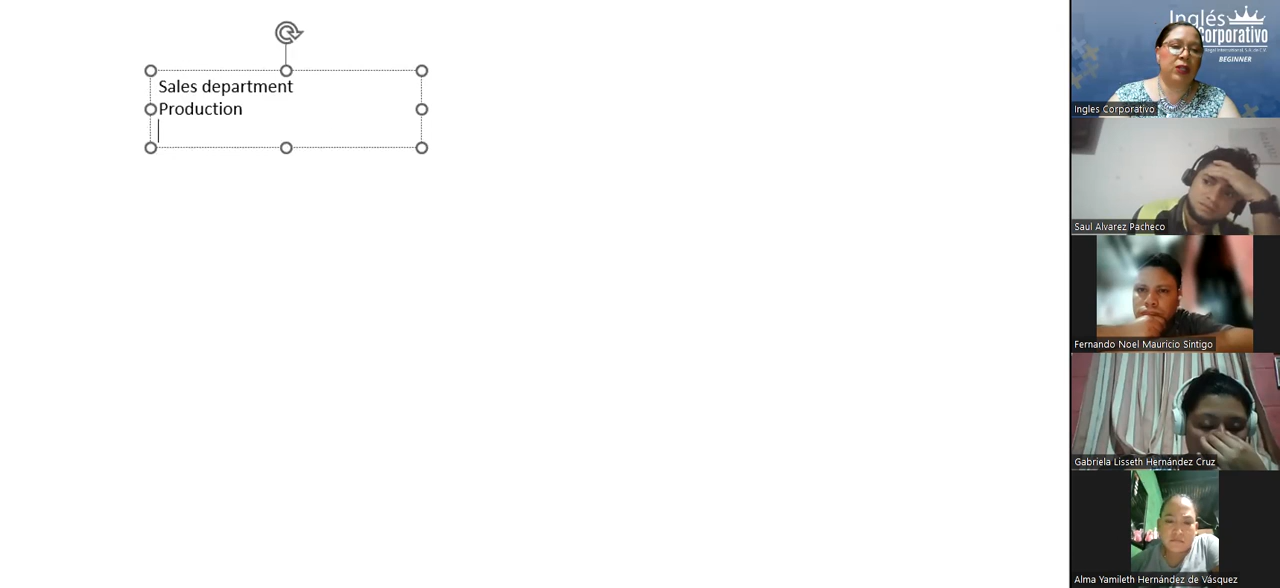 Sales department
Production
Inglés
Corporativo
BEGINNER
Ingles Corporativo
Saul Alvarez Pacheco
Fernando Noel Mauricio Sintigo
Gabriela Lisseth Hernández Cruz
Alma Yamileth Hernández de Vásquez